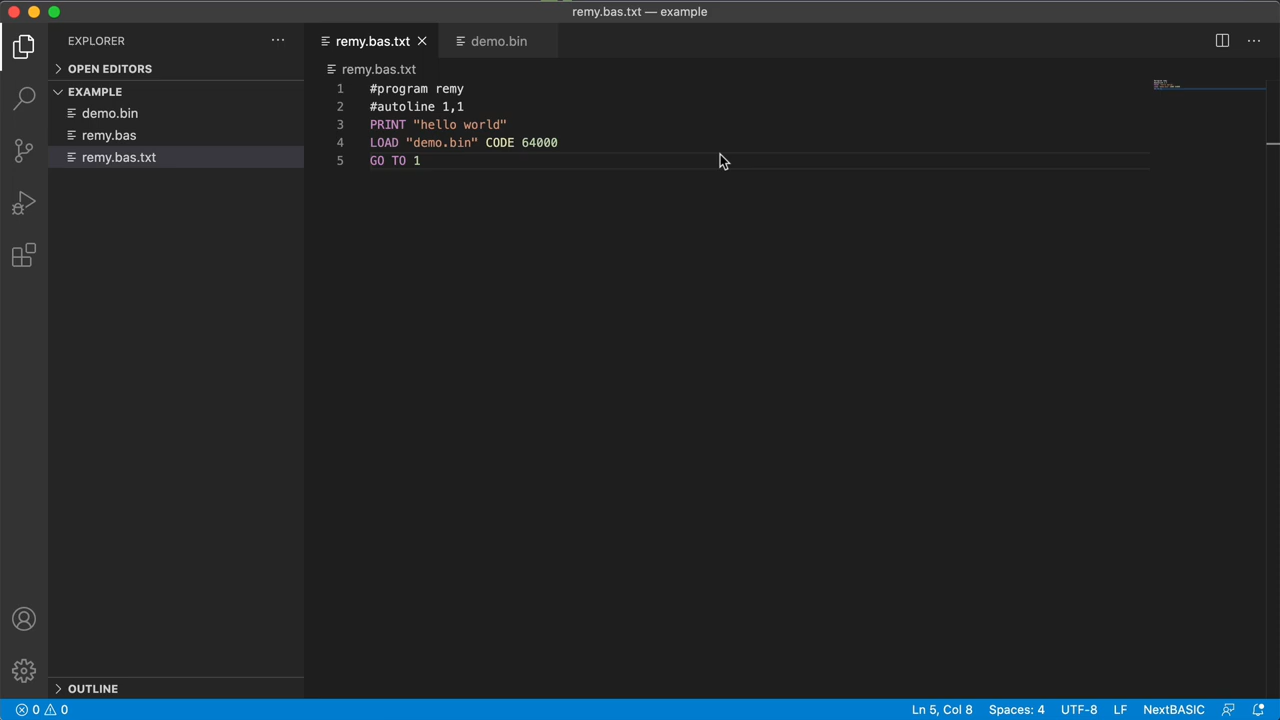 remy.bas.txt — example
EXPLORER
remy.bas.txt
demo.bin
OPEN EDITORS
remy.bas.txt
EXAMPLE
demo.bin
remy.bas
remy.bas.txt
1 #program remy
2 #autoline 1,1
3 PRINT "hello world"
4 LOAD "demo.bin" CODE 64000
5 GO TO 1
OUTLINE
0 0
Ln 5, Col 8 Spaces: 4 UTF-8 LF NextBASIC